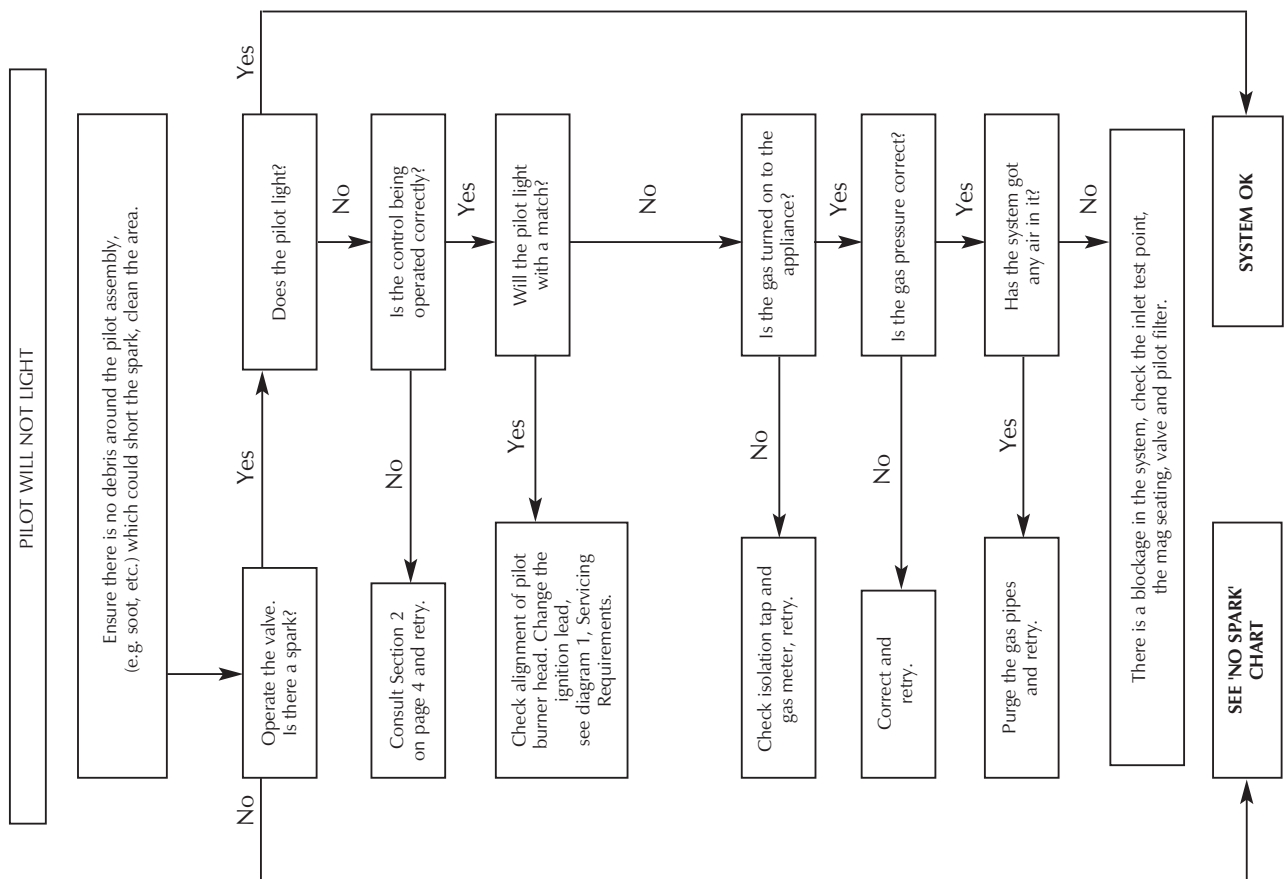 PILOT WILL NOT LIGHT
Ensure there is no debris around the pilot assembly,
(e.g. soot, etc.) which could short the spark, clean the area.
No
Operate the valve.
Is there a spark?
Yes
Does the pilot light?
Yes
No
Consult Section 2
on page 4 and retry.
No
Is the control being
operated correctly?
Yes
Check alignment of pilot
burner head. Change the
ignition lead,
see diagram 1, Servicing
Requirements.
Yes
Will the pilot light
with a match?
No
Check isolation tap and
gas meter, retry.
No
Is the gas turned on to the
appliance?
Yes
Correct and
retry.
No
Is the gas pressure correct?
Yes
Purge the gas pipes
and retry.
Yes
Has the system got
any air in it?
No
There is a blockage in the system, check the inlet test point,
the mag seating, valve and pilot filter.
SEE 'NO SPARK'
CHART
SYSTEM OK